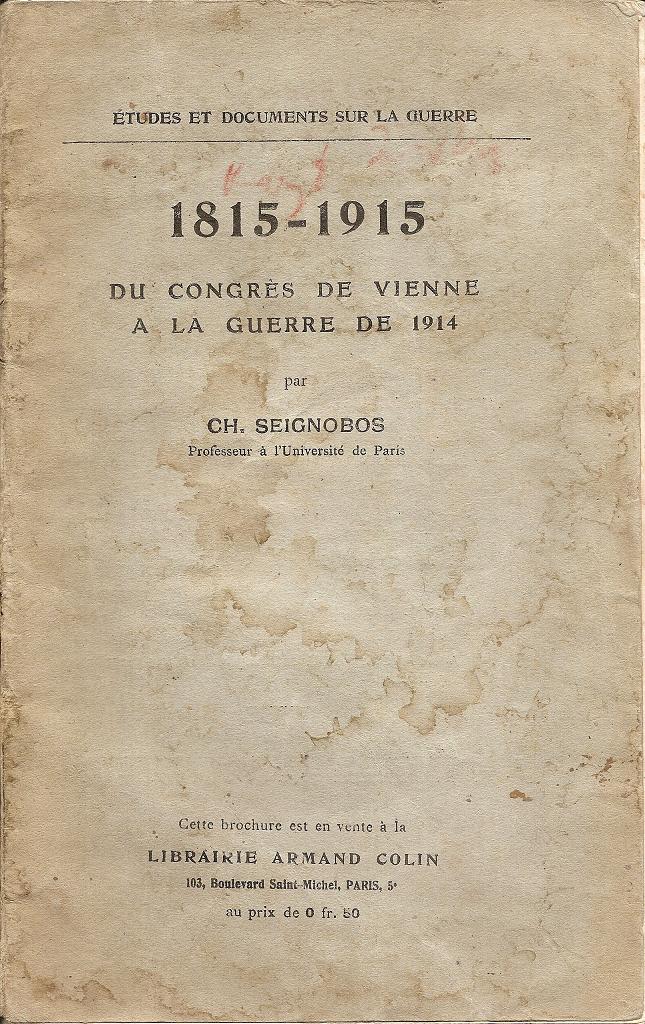 ÉTUDES ET DOCUMENTS SUR LA GUERRE
1815-1915
DU CONGRÈS DE VIENNE
A LA GUERRE DE 1914
par
CH. SEIGNOBOS
Professeur à l'Université de Paris
Cette brochure est en vente à la
LIBRAIRIE ARMAND COLIN
103, Boulevard Saint-Michel, PARIS, 5e
au prix de 0 fr. 50